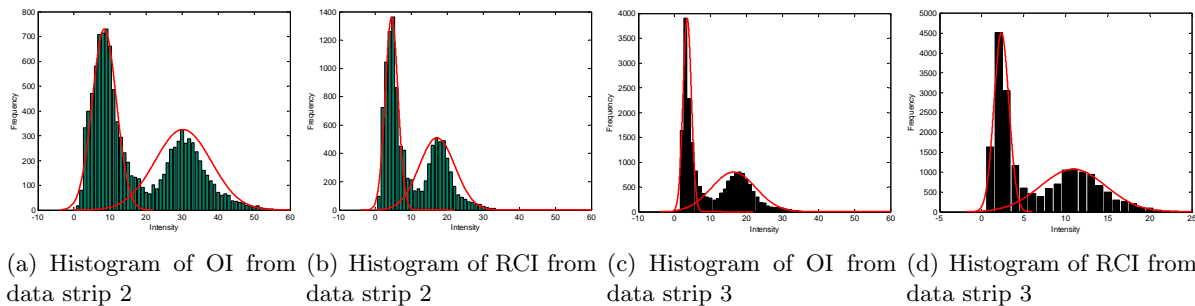 800
700
600
500
400
300
200
100
0
-10 0 10 20 30 40 50 60
Frequency
Intensity
1400
1200
1000
800
600
400
200
0
-10 0 10 20 30 40 50 60
Frequency
Intensity
4000
3500
3000
2500
2000
1500
1000
500
0
-10 0 10 20 30 40 50 60
Frequency
Intensity
5000
4500
4000
3500
3000
2500
2000
1500
1000
500
0
-5 0 5 10 15 20 25
Frequency
Intensity
(a) Histogram of OI from
data strip 2
(b) Histogram of RCI from
data strip 2
(c) Histogram of OI from
data strip 3
(d) Histogram of RCI from
data strip 3